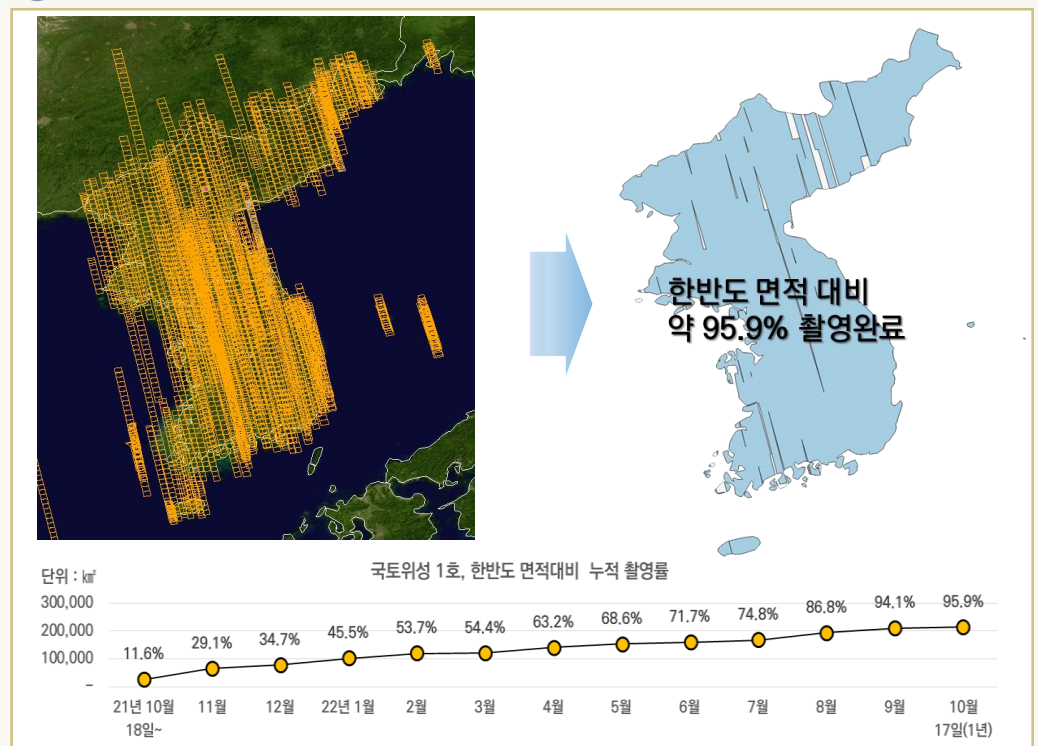 한반도 면적 대비
약 95.9% 촬영완료
국토위성 1호, 한반도 면적대비 누적 촬영률
단위 : ㎢
300,000
200,000
100,000
–
11.6% 29.1% 34.7% 45.5% 53.7% 54.4% 63.2% 68.6% 71.7% 74.8% 86.8% 94.1% 95.9%
21년 10월 11월 12월 22년 1월 2월 3월 4월 5월 6월 7월 8월 9월 10월
18일~ 17일(1년)